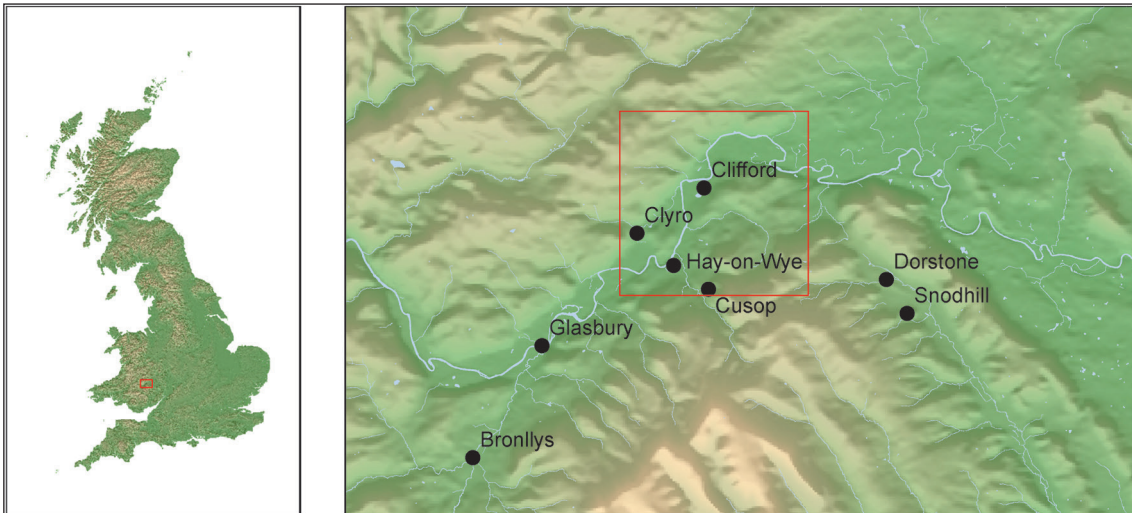 Clifford
Clyro
Hay-on-Wye
Dorstone
Cusop
Snodhill
Glasbury
Bronllys